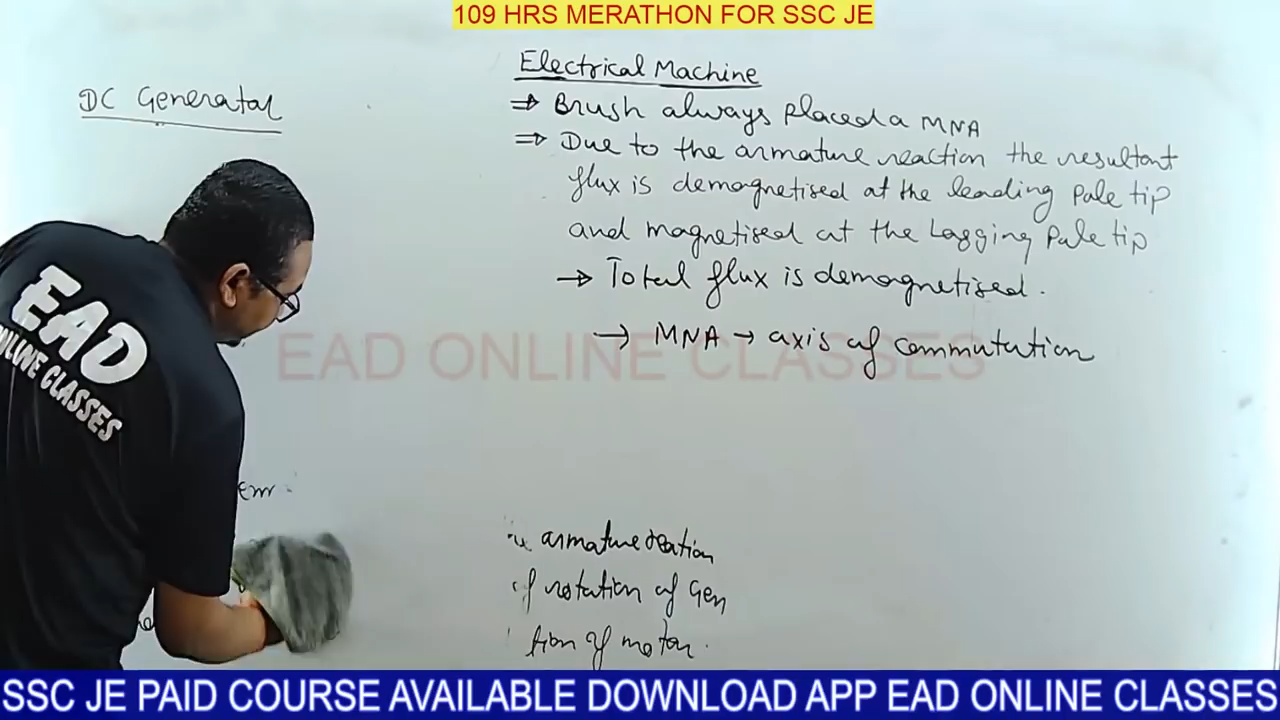 109 HRS MERATHON FOR SSC JE
Electrical Machine
DC Generator
⇒ Brush always placed a MNA
⇒ Due to the armature reaction the resultant
flux is demagnetised at the leading Pole tip
and magnetised at the Lagging Pole tip
→ Total flux is demagnetised.
→ MNA → axis of commutation
EAD ONLINE CLASSES
EAD
ONLINE CLASSES
armature reation
of rotation of Gen
tion of motor.
SSC JE PAID COURSE AVAILABLE DOWNLOAD APP EAD ONLINE CLASSES